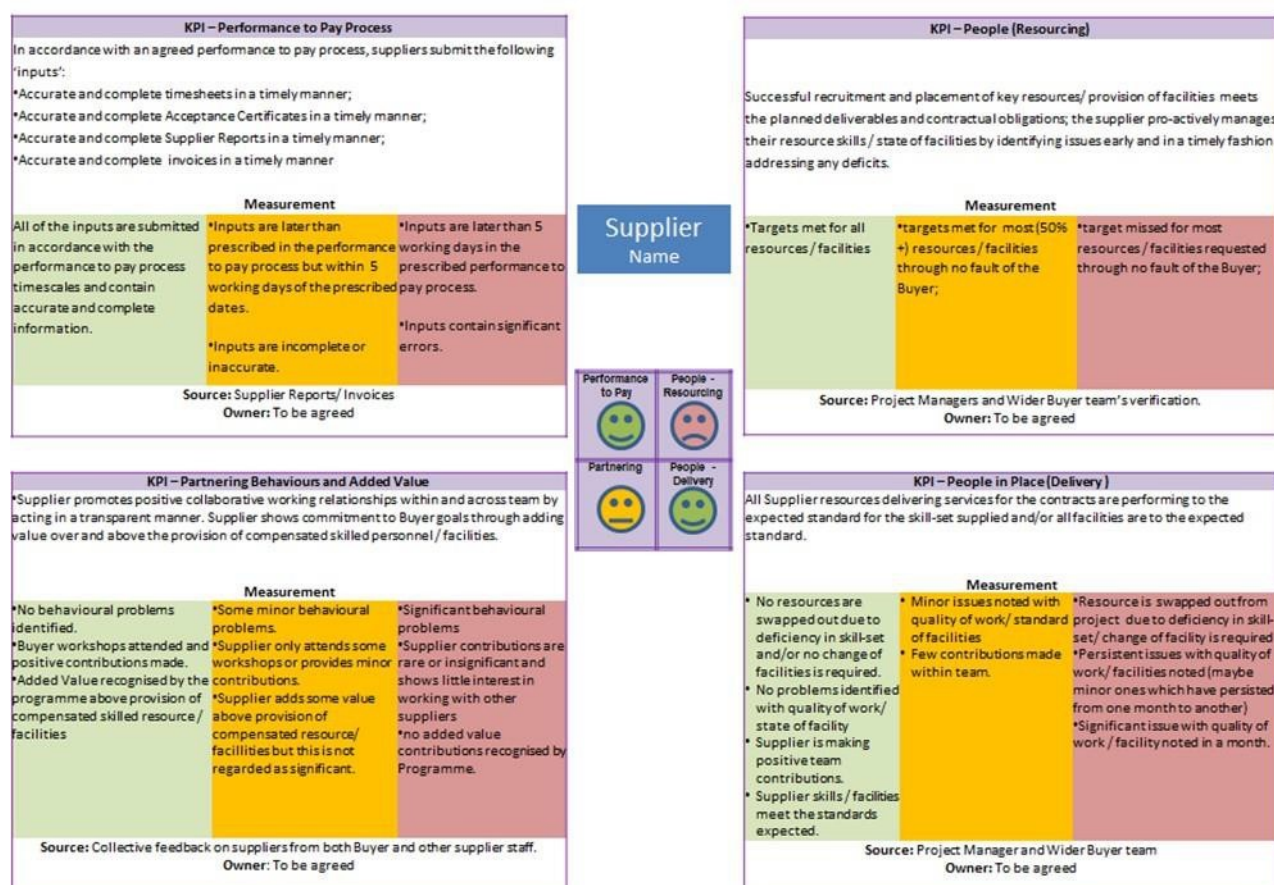 KPI – Performance to Pay Process
In accordance with an agreed performance to pay process, suppliers submit the following
'inputs':
•Accurate and complete timesheets in a timely manner;
•Accurate and complete Acceptance Certificates in a timely manner;
•Accurate and complete Supplier Reports in a timely manner;
•Accurate and complete invoices in a timely manner
Measurement
All of the inputs are submitted
in accordance with the
performance to pay process
timescales and contain
accurate and complete
information.
•Inputs are later than
prescribed in the performance
to pay process but within 5
working days of the prescribed
dates.
•Inputs are incomplete or
inaccurate.
•Inputs are later than 5
working days in the
prescribed performance to
pay process.
•Inputs contain significant
errors.
Source: Supplier Reports/ Invoices
Owner: To be agreed
KPI – People (Resourcing)
Successful recruitment and placement of key resources/ provision of facilities meets
the planned deliverables and contractual obligations; the supplier pro-actively manages
their resource skills / state of facilities by identifying issues early and in a timely fashion
addressing any deficits.
Measurement
•Targets met for all
resources / facilities
•targets met for most (50%
+) resources / facilities
through no fault of the
Buyer;
•target missed for most
resources / facilities requested
through no fault of the Buyer;
Source: Project Managers and Wider Buyer team's verification.
Owner: To be agreed
Supplier
Name
Performance
to Pay
People -
Resourcing
Partnering
People -
Delivery
KPI – Partnering Behaviours and Added Value
•Supplier promotes positive collaborative working relationships within and across team by
acting in a transparent manner. Supplier shows commitment to Buyer goals through adding
value over and above the provision of compensated skilled personnel / facilities.
Measurement
•No behavioural problems
identified.
•Buyer workshops attended and
positive contributions made.
•Added Value recognised by the
programme above provision of
compensated skilled resource /
facilities
•Some minor behavioural
problems.
•Supplier only attends some
workshops or provides minor
contributions.
•Supplier adds some value
above provision of
compensated resource/
facillities but this is not
regarded as significant.
•Significant behavioural
problems
•Supplier contributions are
rare or insignificant and
shows little interest in
working with other
suppliers
•no added value
contributions recognised by
Programme.
Source: Collective feedback on suppliers from both Buyer and other supplier staff.
Owner: To be agreed
KPI – People in Place (Delivery )
All Supplier resources delivering services for the contracts are performing to the
expected standard for the skill-set supplied and/or all facilities are to the expected
standard.
Measurement
• No resources are
swapped out due to
deficiency in skill-set
and/or no change of
facilities is required.
• No problems identified
with quality of work/
state of facility
• Supplier is making
positive team
contributions.
• Supplier skills / facilities
meet the standards
expected.
• Minor issues noted with
quality of work/ standard
of facilities
• Few contributions made
within team.
•Resource is swapped out from
project due to deficiency in skill-
set/ change of facility is required
•Persistent issues with quality of
work/ facilities noted (maybe
minor ones which have persisted
from one month to another)
•Significant issue with quality of
work / facility noted in a month.
Source: Project Manager and Wider Buyer team
Owner: To be agreed